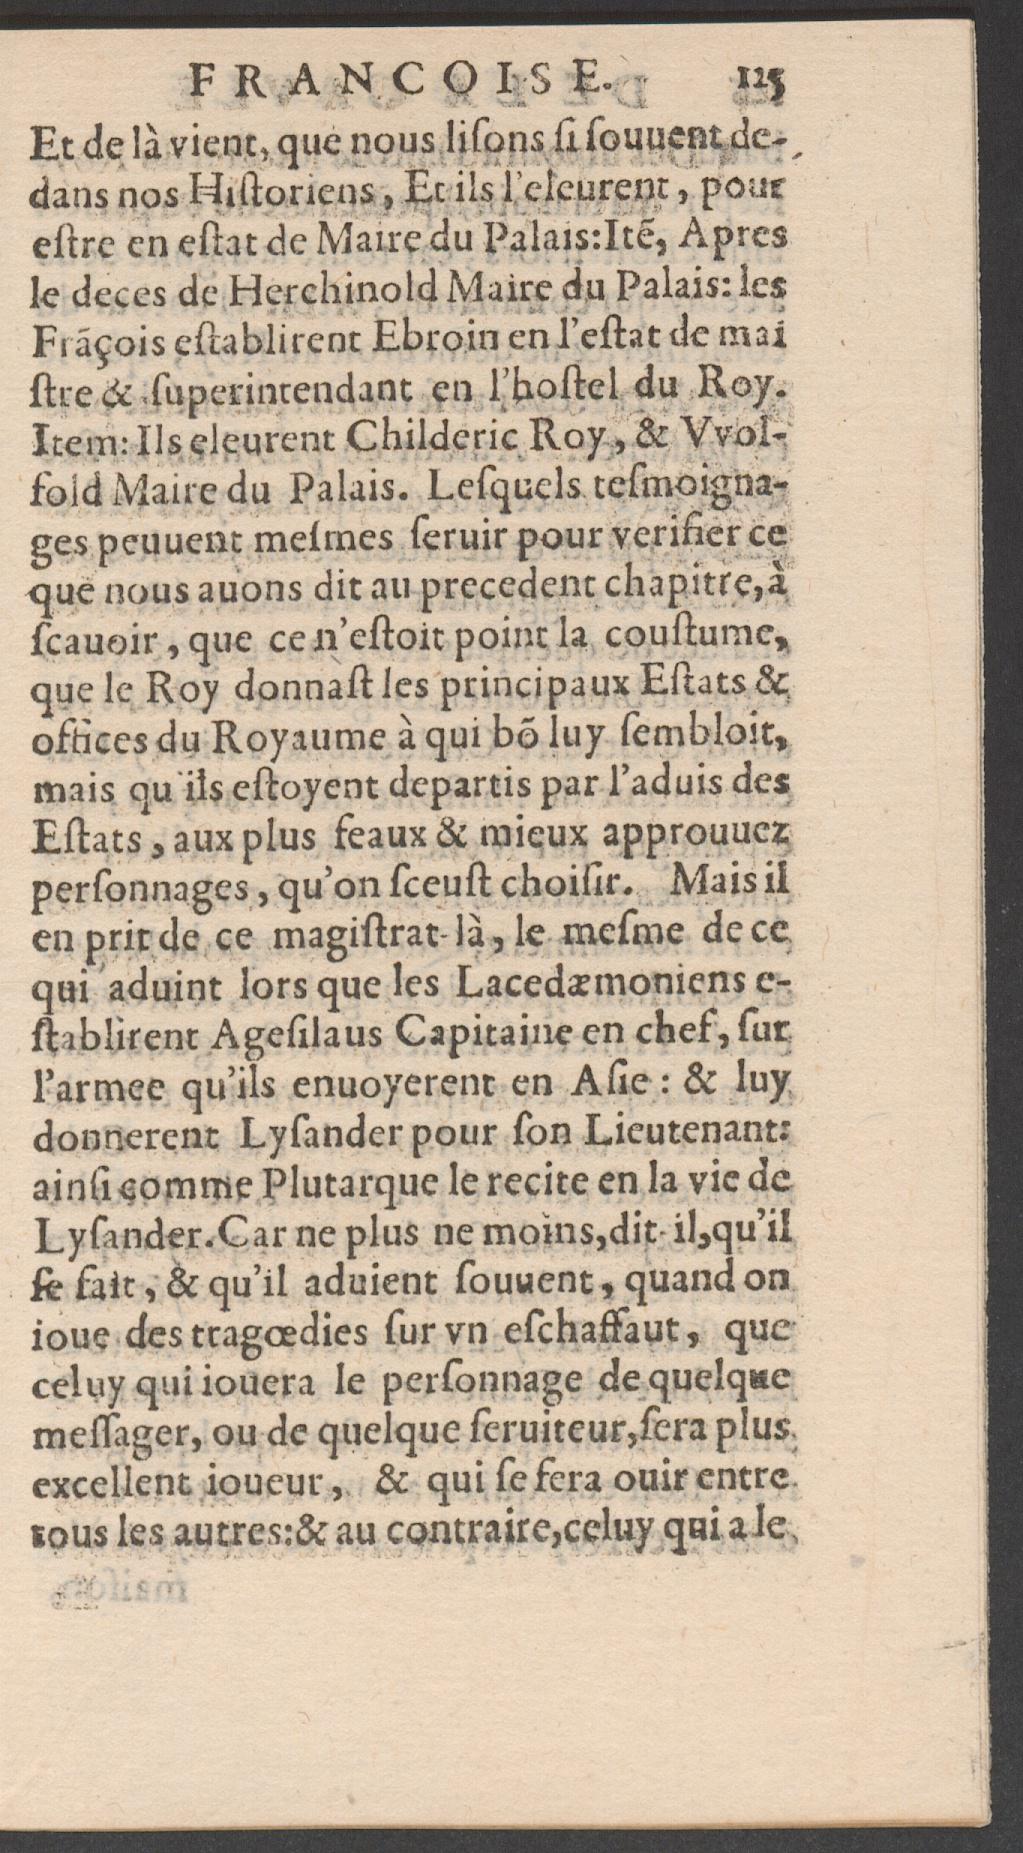 FRANCOISE. 125
Et de là vient, que nous liſons ſi ſouuent de-
dans nos Hiſtoriens, Et ils l'eleurent, pour
eſtre en eſtat de Maire du Palais:Itẽ, Apres
le deces de Herchinold Maire du Palais: les
Frãçois eſtablirent Ebroin en l'eſtat de mai
ſtre & ſuperintendant en l'hoſtel du Roy.
Item: Ils eleurent Childeric Roy, & Vvol-
fold Maire du Palais. Leſquels teſmoigna-
ges peuuent meſmes ſeruir pour verifier ce
que nous auons dit au precedent chapitre, à
ſcauoir, que ce n'eſtoit point la couſtume,
que le Roy donnaſt les principaux Eſtats &
offices du Royaume à qui bõ luy ſembloit,
mais qu'ils eſtoyent departis par l'aduis des
Eſtats, aux plus feaux & mieux approuuez
perſonnages, qu'on ſceuſt choiſir. Mais il
en prit de ce magiſtrat-là, le meſme de ce
qui aduint lors que les Lacedæmoniens e-
ſtablirent Ageſilaus Capitaine en chef, ſur
l'armee qu'ils enuoyerent en Aſie: & luy
donnerent Lyſander pour ſon Lieutenant:
ainſi comme Plutarque le recite en la vie de
Lyſander. Car ne plus ne moins, dit-il, qu'il
ſe fait, & qu'il aduient ſouuent, quand on
ioue des tragœdies ſur vn eſchaffaut, que
celuy qui iouera le perſonnage de quelque
meſſager, ou de quelque ſeruiteur, ſera plus
excellent ioueur, & qui ſe fera ouir entre
tous les autres: & au contraire, celuy qui a le